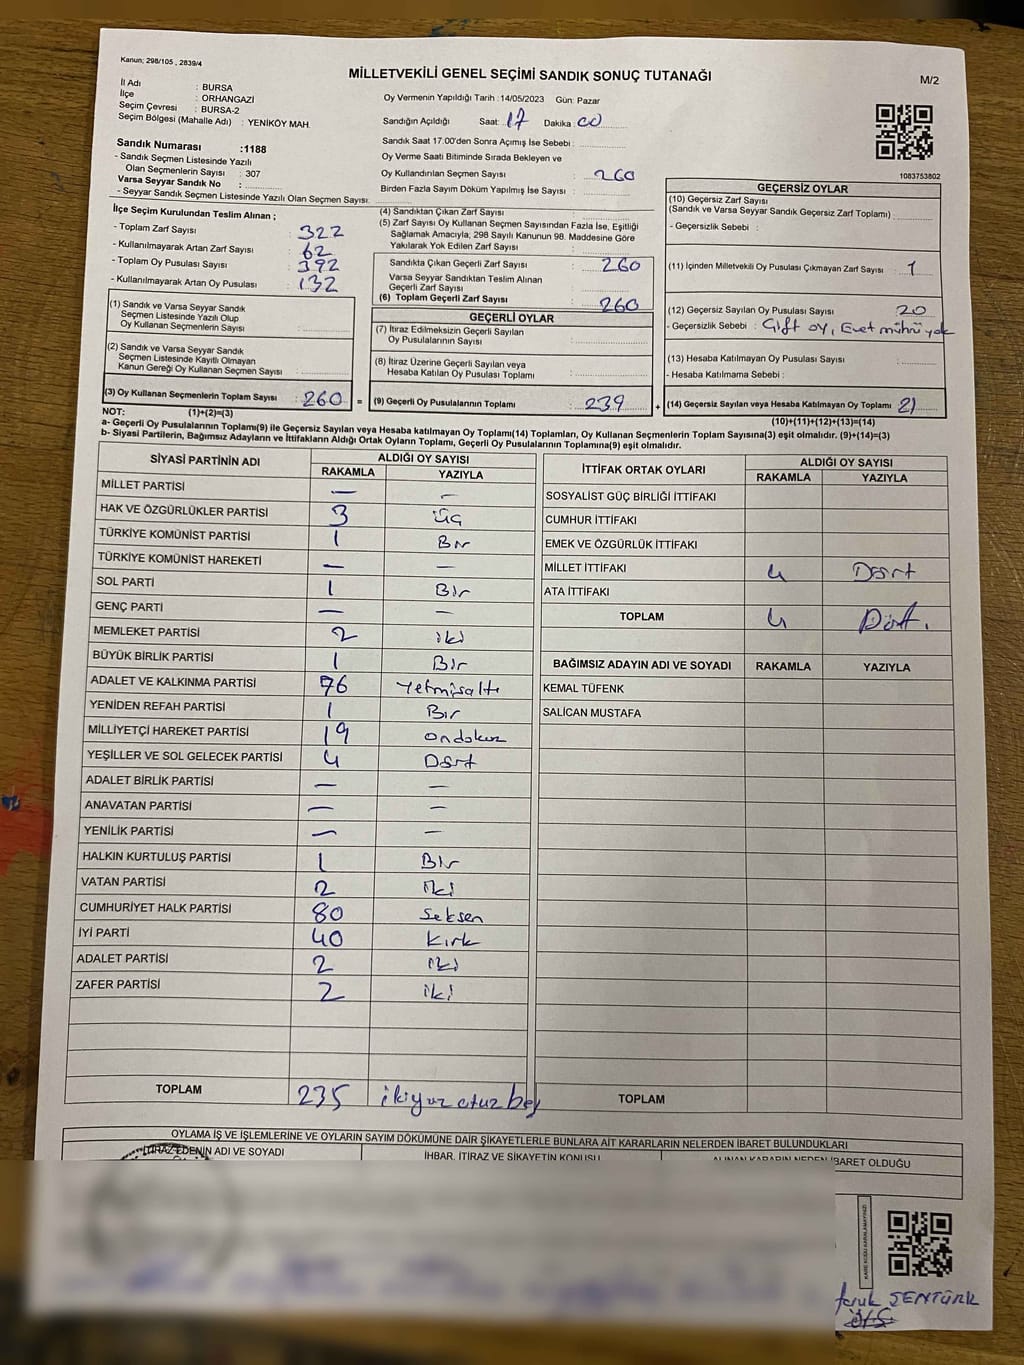 Kanun; 298/105 , 2839/4
MİLLETVEKİLİ GENEL SEÇİMİ SANDIK SONUÇ TUTANAĞI
M/2
İl Adı : BURSA
İlçe : ORHANGAZİ
Seçim Çevresi : BURSA-2
Seçim Bölgesi (Mahalle Adı) : YENİKÖY MAH.
Sandık Numarası :1188
- Sandık Seçmen Listesinde Yazılı
Olan Seçmenlerin Sayısı : 307
Varsa Seyyar Sandık No :
- Seyyar Sandık Seçmen Listesinde Yazılı Olan Seçmen Sayısı:
Oy Vermenin Yapıldığı Tarih :14/05/2023 Gün: Pazar
Sandığın Açıldığı Saat: 17 Dakika: 00
Sandık Saat 17.00'den Sonra Açımış İse Sebebi :
Oy Verme Saati Bitiminde Sırada Bekleyen ve
Oy Kullandırılan Seçmen Sayısı : 260
Birden Fazla Sayım Döküm Yapılmış İse Sayısı :
1083753802
İlçe Seçim Kurulundan Teslim Alınan ;
- Toplam Zarf Sayısı : 322
- Kullanılmayarak Artan Zarf Sayısı : 62
- Toplam Oy Pusulası Sayısı : 392
- Kullanılmayarak Artan Oy Pusulası : 132
(1) Sandık ve Varsa Seyyar Sandık
Seçmen Listesinde Yazılı Olup
Oy Kullanan Seçmenlerin Sayısı :
(2) Sandık ve Varsa Seyyar Sandık
Seçmen Listesinde Kayıtlı Olmayan
Kanun Gereği Oy Kullanan Seçmen Sayısı :
(3) Oy Kullanan Seçmenlerin Toplam Sayısı : 260 =
(4) Sandıktan Çıkan Zarf Sayısı :
(5) Zarf Sayısı Oy Kullanan Seçmen Sayısından Fazla İse, Eşitliği
Sağlamak Amacıyla; 298 Sayılı Kanunun 98. Maddesine Göre
Yakılarak Yok Edilen Zarf Sayısı :
Sandıkta Çıkan Geçerli Zarf Sayısı : 260
Varsa Seyyar Sandıktan Teslim Alınan
Geçerli Zarf Sayısı :
(6) Toplam Geçerli Zarf Sayısı : 260
GEÇERLİ OYLAR
(7) İtiraz Edilmeksizin Geçerli Sayılan
Oy Pusulalarının Sayısı :
(8) İtiraz Üzerine Geçerli Sayılan veya
Hesaba Katılan Oy Pusulası Toplamı :
(9) Geçerli Oy Pusulalarının Toplamı : 239 +
GEÇERSİZ OYLAR
(10) Geçersiz Zarf Sayısı
(Sandık ve Varsa Seyyar Sandık Geçersiz Zarf Toplamı) :
- Geçersizlik Sebebi :
(11) İçinden Milletvekili Oy Pusulası Çıkmayan Zarf Sayısı : 1
(12) Geçersiz Sayılan Oy Pusulası Sayısı : 20
- Geçersizlik Sebebi : Çift oy, Evet mührü yok
(13) Hesaba Katılmayan Oy Pusulası Sayısı :
- Hesaba Katılmama Sebebi :
(14) Geçersiz Sayılan veya Hesaba Katılmayan Oy Toplamı : 21
NOT: (1)+(2)=(3)
(10)+(11)+(12)+(13)=(14)
a- Geçerli Oy Pusulalarının Toplamı(9) ile Geçersiz Sayılan veya Hesaba katılmayan Oy Toplamı(14) Toplamları, Oy Kullanan Seçmenlerin Toplam Sayısına(3) eşit olmalıdır. (9)+(14)=(3)
b- Siyasi Partilerin, Bağımsız Adayların ve İttifakların Aldığı Ortak Oyların Toplamı, Geçerli Oy Pusulalarının Toplamına(9) eşit olmalıdır.
SİYASİ PARTİNİN ADI ALDIĞI OY SAYISI
RAKAMLA YAZIYLA
MİLLET PARTİSİ — —
HAK VE ÖZGÜRLÜKLER PARTİSİ 3 Üç
TÜRKİYE KOMÜNİST PARTİSİ 1 Bir
TÜRKİYE KOMÜNİST HAREKETİ — —
SOL PARTİ 1 Bir
GENÇ PARTİ — —
MEMLEKET PARTİSİ 2 iki
BÜYÜK BİRLİK PARTİSİ 1 Bir
ADALET VE KALKINMA PARTİSİ 76 Yetmişaltı
YENİDEN REFAH PARTİSİ 1 Bir
MİLLİYETÇİ HAREKET PARTİSİ 19 ondokuz
YEŞİLLER VE SOL GELECEK PARTİSİ 4 Dört
ADALET BİRLİK PARTİSİ — —
ANAVATAN PARTİSİ — —
YENİLİK PARTİSİ — —
HALKIN KURTULUŞ PARTİSİ 1 Bir
VATAN PARTİSİ 2 iki
CUMHURİYET HALK PARTİSİ 80 Seksen
İYİ PARTİ 40 Kırk
ADALET PARTİSİ 2 iki
ZAFER PARTİSİ 2 iki
TOPLAM 235 ikiyüz otuz beş
İTTİFAK ORTAK OYLARI ALDIĞI OY SAYISI
RAKAMLA YAZIYLA
SOSYALİST GÜÇ BİRLİĞİ İTTİFAKI
CUMHUR İTTİFAKI
EMEK VE ÖZGÜRLÜK İTTİFAKI
MİLLET İTTİFAKI 4 Dört
ATA İTTİFAKI
TOPLAM 4 Dört.
BAĞIMSIZ ADAYIN ADI VE SOYADI RAKAMLA YAZIYLA
KEMAL TÜFENK
SALİCAN MUSTAFA
TOPLAM
OYLAMA İŞ VE İŞLEMLERİNE VE OYLARIN SAYIM DÖKÜMÜNE DAİR ŞİKAYETLERLE BUNLARA AİT KARARLARIN NELERDEN İBARET BULUNDUKLARI
İTİRAZ EDENİN ADI VE SOYADI İHBAR, İTİRAZ VE ŞİKAYETİN KONUSU ALINAN KARARIN NEDEN İBARET OLDUĞU
KARE KODU KARALAMAYINIZ!
faruk ŞENTÜRK